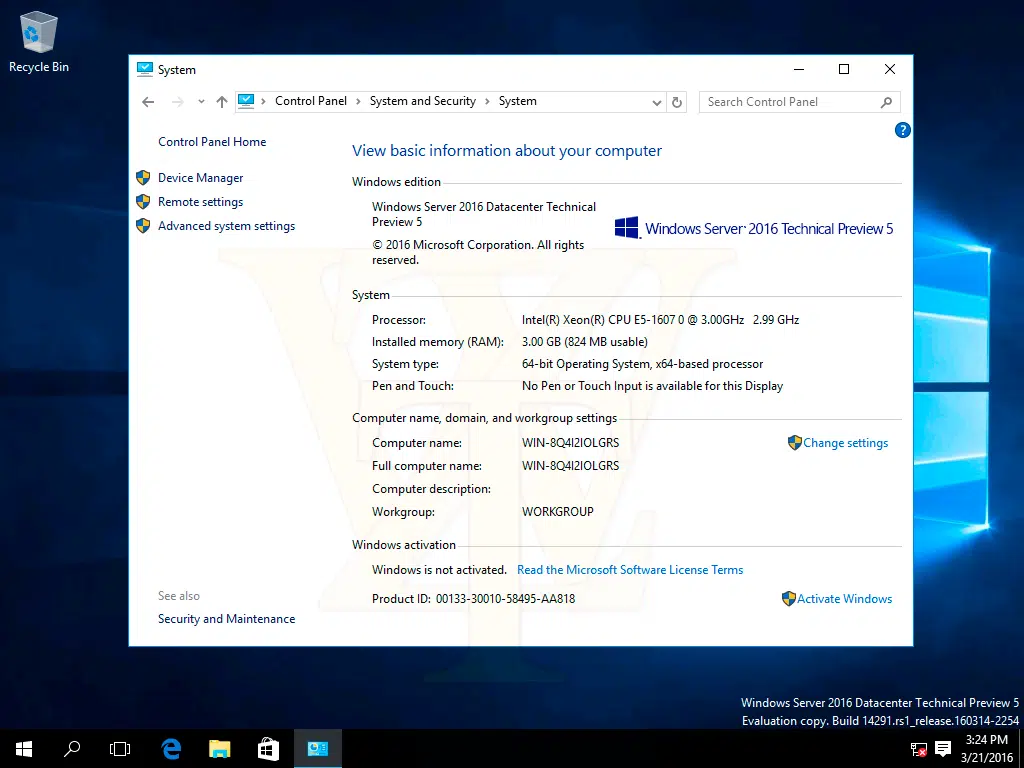 Recycle Bin
System
Control Panel
System and Security
System
Search Control Panel
?
Control Panel Home
Device Manager
Remote settings
Advanced system settings
View basic information about your computer
Windows edition
Windows Server 2016 Datacenter Technical
Preview 5
© 2016 Microsoft Corporation. All rights
reserved.
Windows Server 2016 Technical Preview 5
System
Processor: Intel(R) Xeon(R) CPU E5-1607 0 @ 3.00GHz 2.99 GHz
Installed memory (RAM): 3.00 GB (824 MB usable)
System type: 64-bit Operating System, x64-based processor
Pen and Touch: No Pen or Touch Input is available for this Display
Computer name, domain, and workgroup settings
Computer name: WIN-8Q4I2IOLGRS
Change settings
Full computer name: WIN-8Q4I2IOLGRS
Computer description:
Workgroup: WORKGROUP
Windows activation
Windows is not activated. Read the Microsoft Software License Terms
Product ID: 00133-30010-58495-AA818
Activate Windows
See also
Security and Maintenance
Windows Server 2016 Datacenter Technical Preview 5
Evaluation copy. Build 14291.rs1_release.160314-2254
3:24 PM
3/21/2016